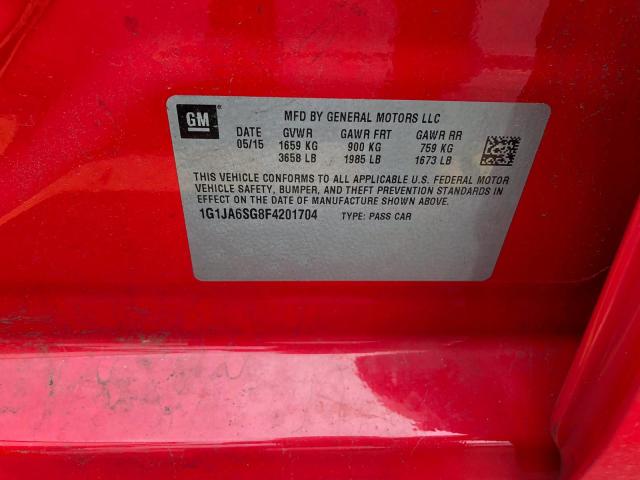 GM
MFD BY GENERAL MOTORS LLC
DATE GVWR GAWR FRT GAWR RR
05/15 1659 KG 900 KG 759 KG
3658 LB 1985 LB 1673 LB
THIS VEHICLE CONFORMS TO ALL APPLICABLE U.S. FEDERAL MOTOR
VEHICLE SAFETY, BUMPER, AND THEFT PREVENTION STANDARDS IN
EFFECT ON THE DATE OF MANUFACTURE SHOWN ABOVE.
1G1JA6SG8F4201704 TYPE: PASS CAR